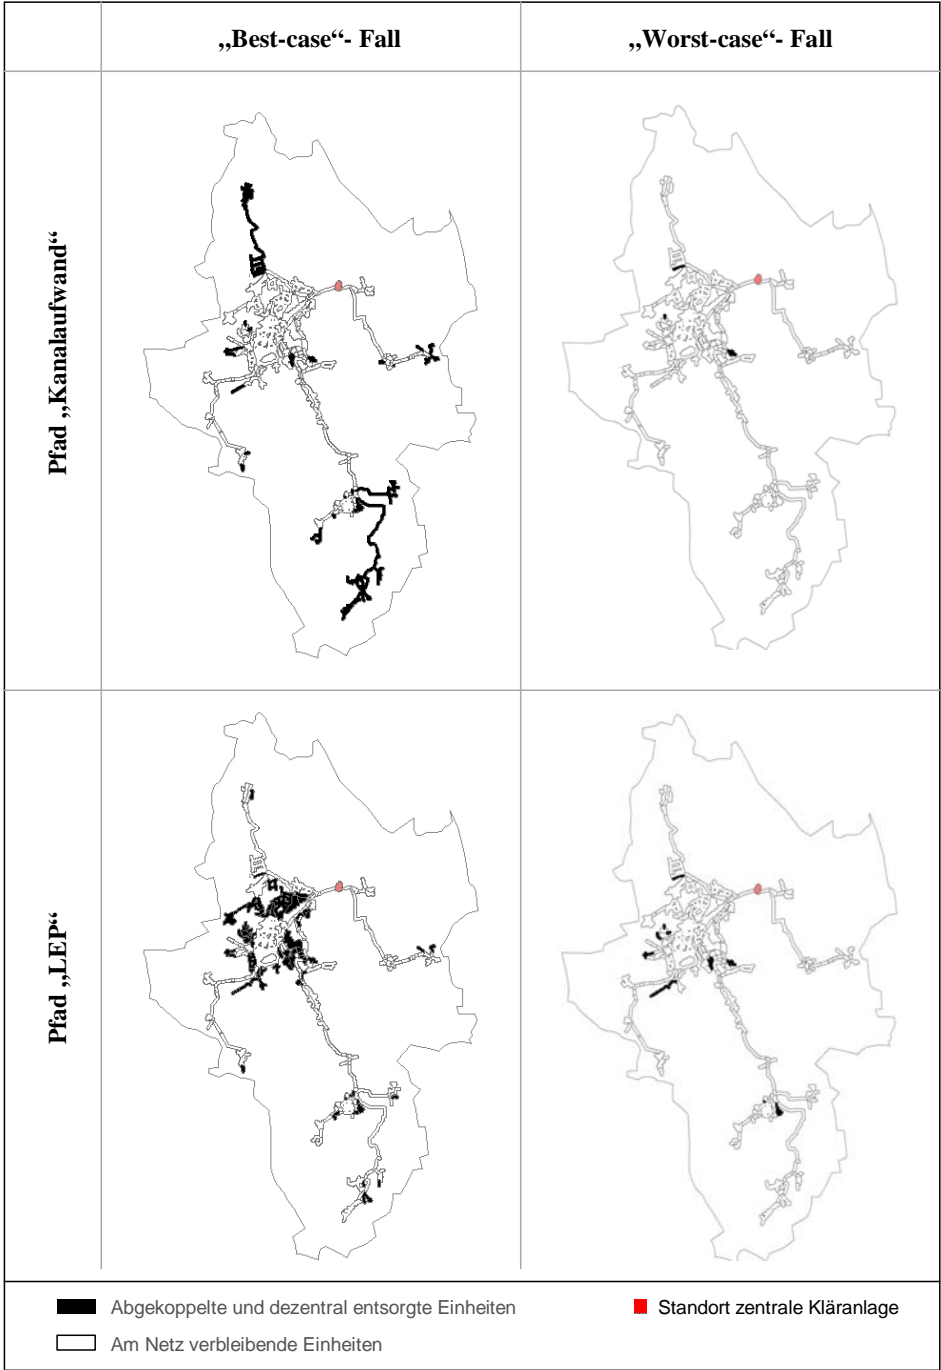 „Best-case“- Fall
„Worst-case“- Fall
Pfad „Kanalaufwand“
Pfad „LEP“
Abgekoppelte und dezentral entsorgte Einheiten
Standort zentrale Kläranlage
Am Netz verbleibende Einheiten